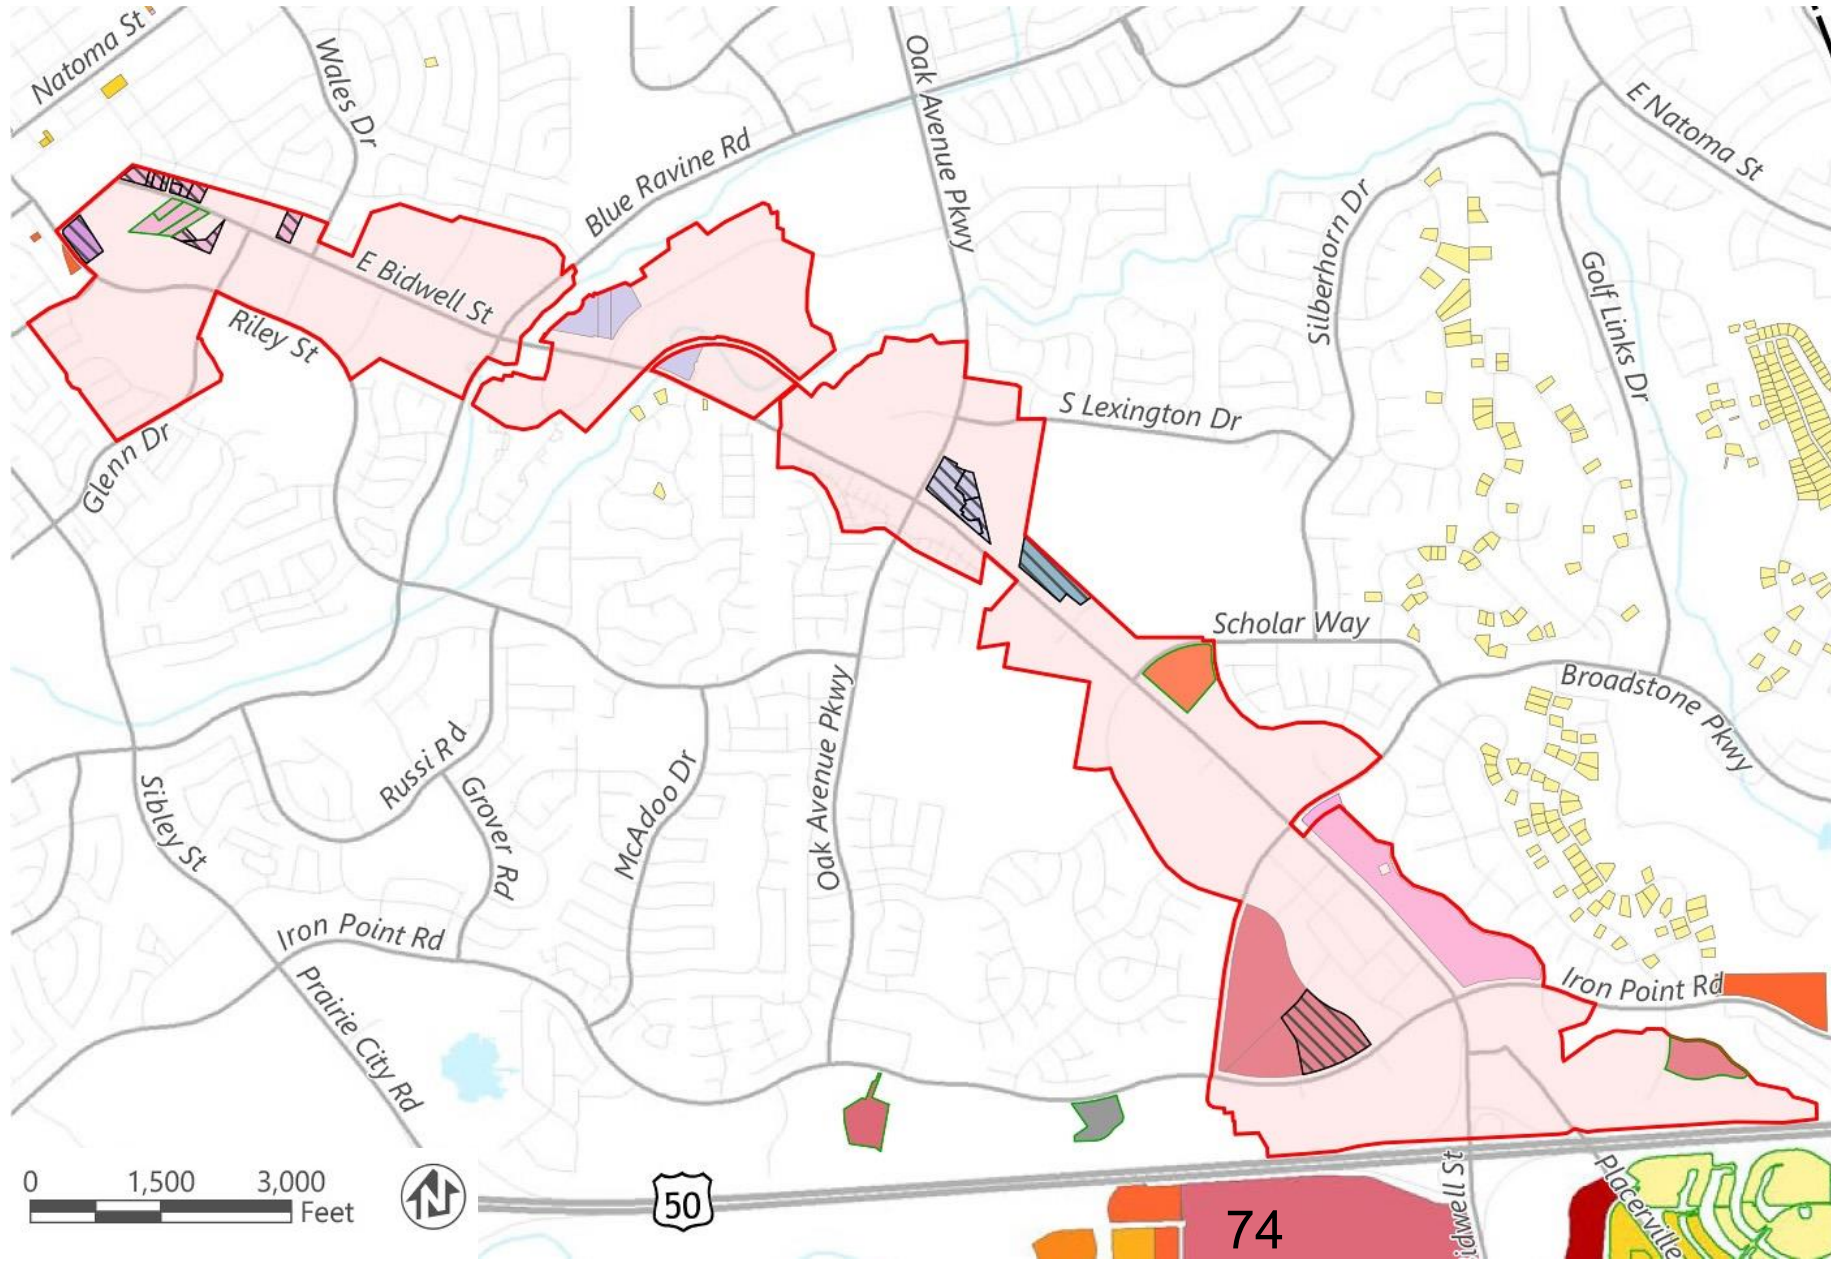 Natoma St
Wales Dr
Oak Avenue Pkwy
Blue Ravine Rd
E Natoma St
Silberhorn Dr
Golf Links Dr
E Bidwell St
Riley St
S Lexington Dr
Glenn Dr
Scholar Way
Broadstone Pkwy
Oak Avenue Pkwy
Russi Rd
McAdoo Dr
Sibley St
Grover Rd
Iron Point Rd
Iron Point Rd
Prairie City Rd
0 1,500 3,000
Feet
N
50
idwell St
Placerville
74